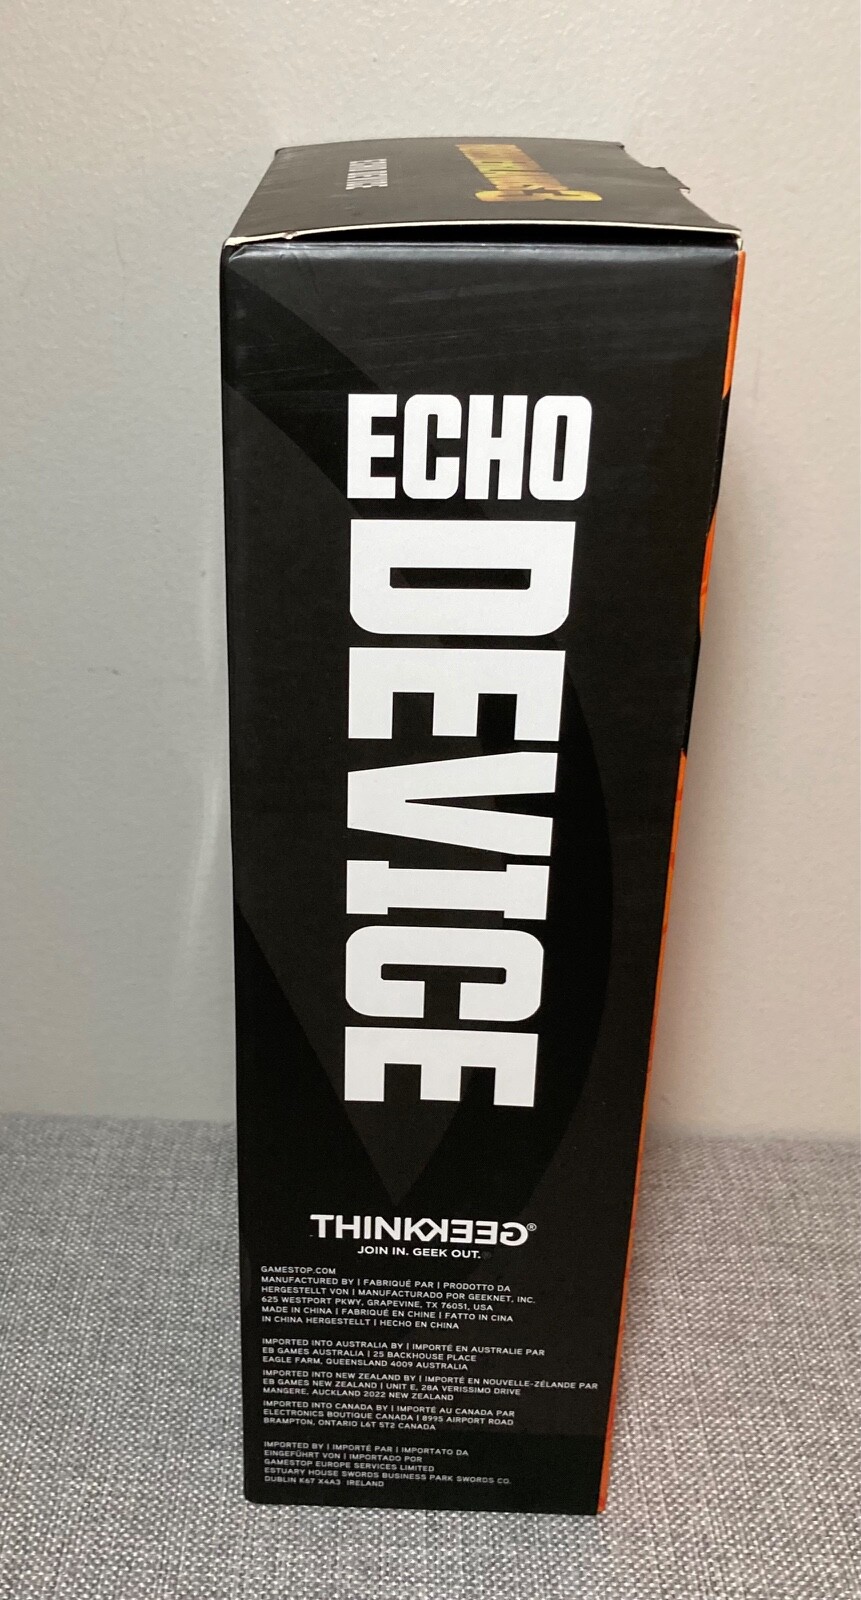 BORDERLANDS 3
ECHO DEVICE
ECHO
DEVICE
THINKGEEK®
JOIN IN. GEEK OUT.
GAMESTOP.COM
MANUFACTURED BY | FABRIQUÉ PAR | PRODOTTO DA
HERGESTELLT VON | MANUFACTURADO POR GEEKNET, INC.
625 WESTPORT PKWY, GRAPEVINE, TX 76051, USA
MADE IN CHINA | FABRIQUÉ EN CHINE | FATTO IN CINA
IN CHINA HERGESTELLT | HECHO EN CHINA
IMPORTED INTO AUSTRALIA BY | IMPORTÉ EN AUSTRALIE PAR
EB GAMES AUSTRALIA | 25 BACKHOUSE PLACE
EAGLE FARM, QUEENSLAND 4009 AUSTRALIA
IMPORTED INTO NEW ZEALAND BY | IMPORTÉ EN NOUVELLE-ZÉLANDE PAR
EB GAMES NEW ZEALAND | UNIT E, 28A VERISSIMO DRIVE
MANGERE, AUCKLAND 2022 NEW ZEALAND
IMPORTED INTO CANADA BY | IMPORTÉ AU CANADA PAR
ELECTRONICS BOUTIQUE CANADA | 8995 AIRPORT ROAD
BRAMPTON, ONTARIO L6T 5T2 CANADA
IMPORTED BY | IMPORTÉ PAR | IMPORTATO DA
EINGEFÜHRT VON | IMPORTADO POR
GAMESTOP EUROPE SERVICES LIMITED
ESTUARY HOUSE SWORDS BUSINESS PARK SWORDS CO.
DUBLIN K67 X4A3 IRELAND